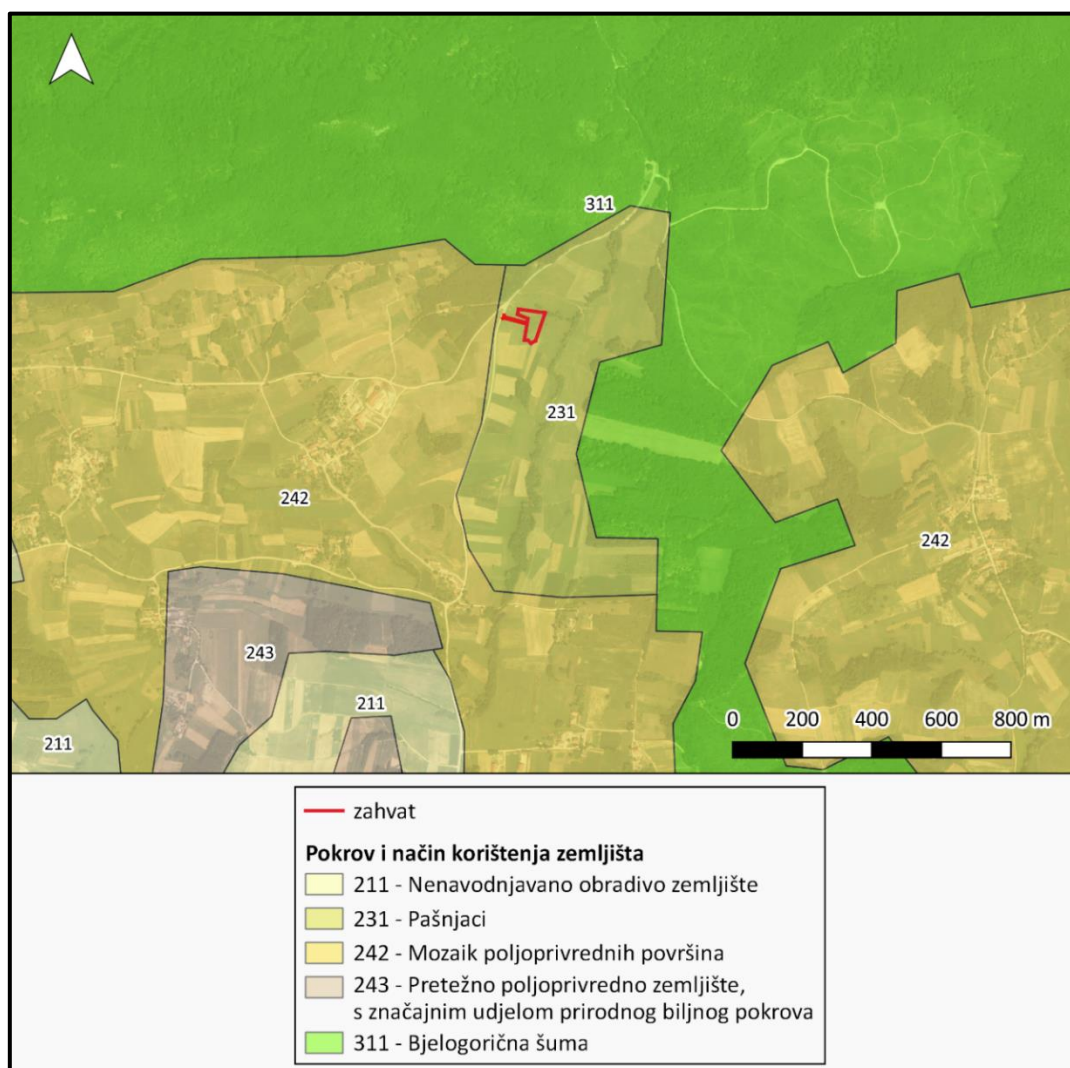 311
231
242
242
243
211
211
0 200 400 600 800 m
zahvat
Pokrov i način korištenja zemljišta
211 - Nenavodnjavano obradivo zemljište
231 - Pašnjaci
242 - Mozaik poljoprivrednih površina
243 - Pretežno poljoprivredno zemljište,
s značajnim udjelom prirodnog biljnog pokrova
311 - Bjelogorična šuma